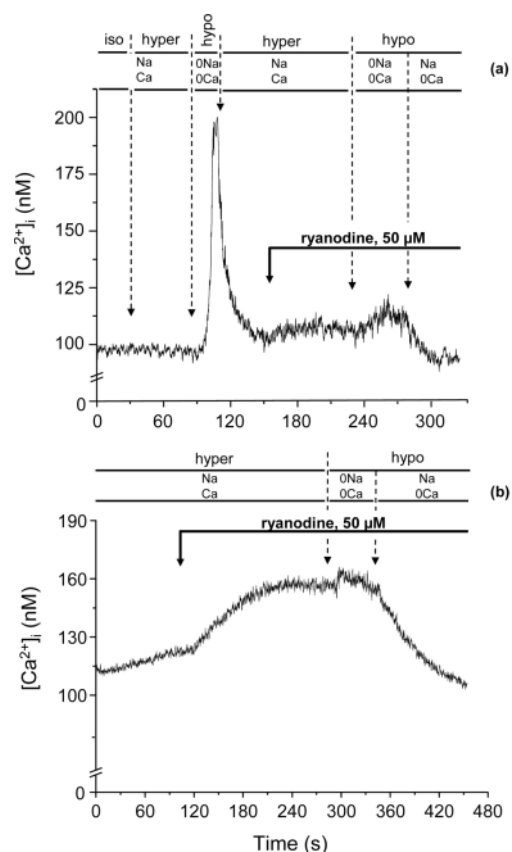 iso hyper hypo hyper hypo
Na 0Na Na 0Na Na
Ca 0Ca Ca 0Ca 0Ca
(a)
200
175
150
125
100
0
[Ca²⁺]ᵢ (nM)
ryanodine, 50 µM
0 60 120 180 240 300
hyper hypo
Na 0Na Na
Ca 0Ca 0Ca
(b)
ryanodine, 50 µM
190
160
130
100
0
[Ca²⁺]ᵢ (nM)
0 60 120 180 240 300 360 420 480
Time (s)